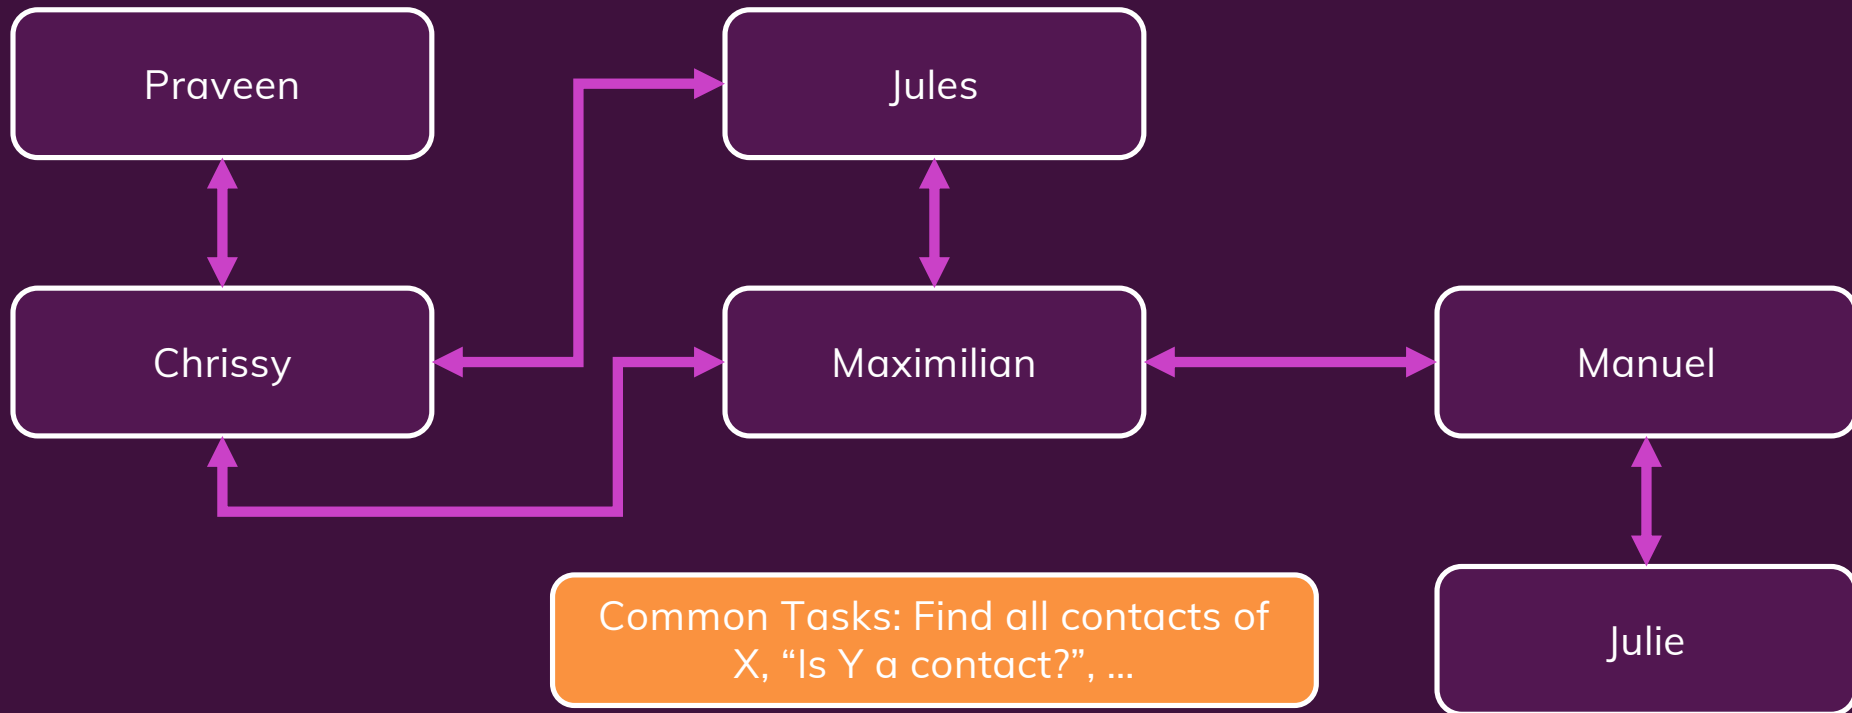 Praveen
Jules
Chrissy
Maximilian
Manuel
Common Tasks: Find all contacts of
X, “Is Y a contact?”, ...
Julie